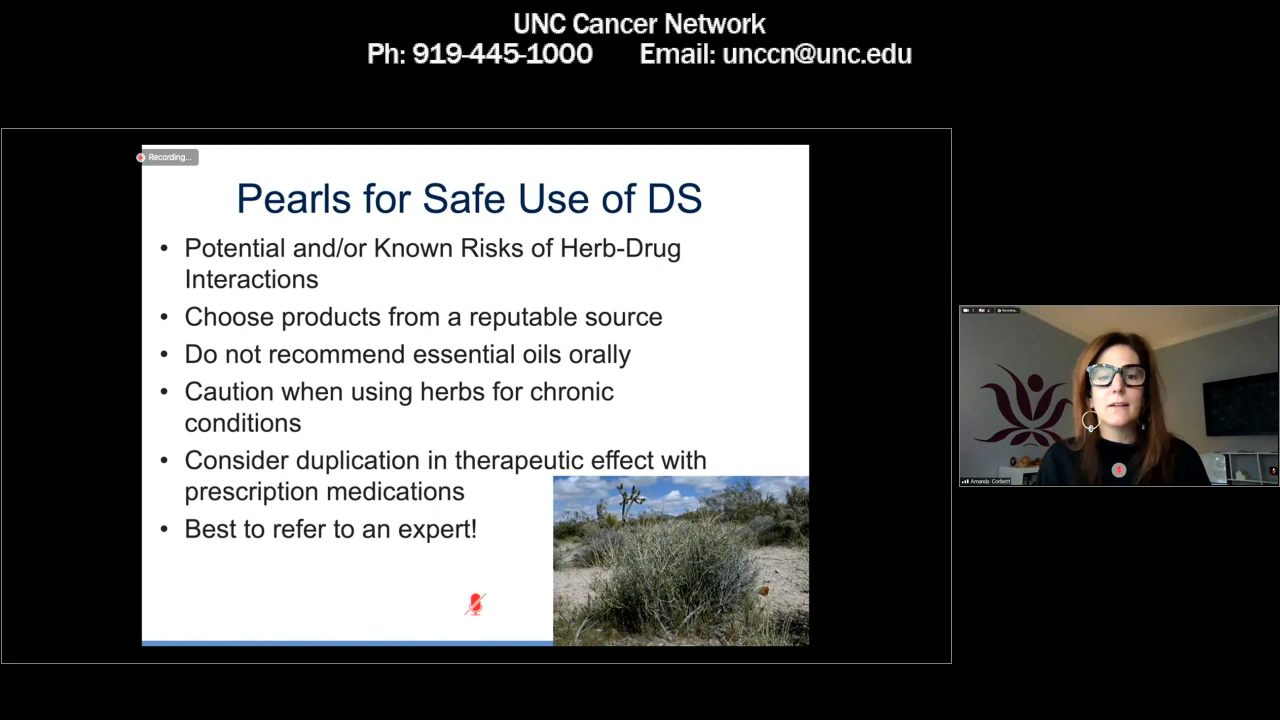 UNC Cancer Network
Ph: 919-445-1000 Email: unccn@unc.edu
Recording...
Pearls for Safe Use of DS
• Potential and/or Known Risks of Herb-Drug
Interactions
• Choose products from a reputable source
• Do not recommend essential oils orally
• Caution when using herbs for chronic
conditions
• Consider duplication in therapeutic effect with
prescription medications
• Best to refer to an expert!
Recording...
Amanda Corbett